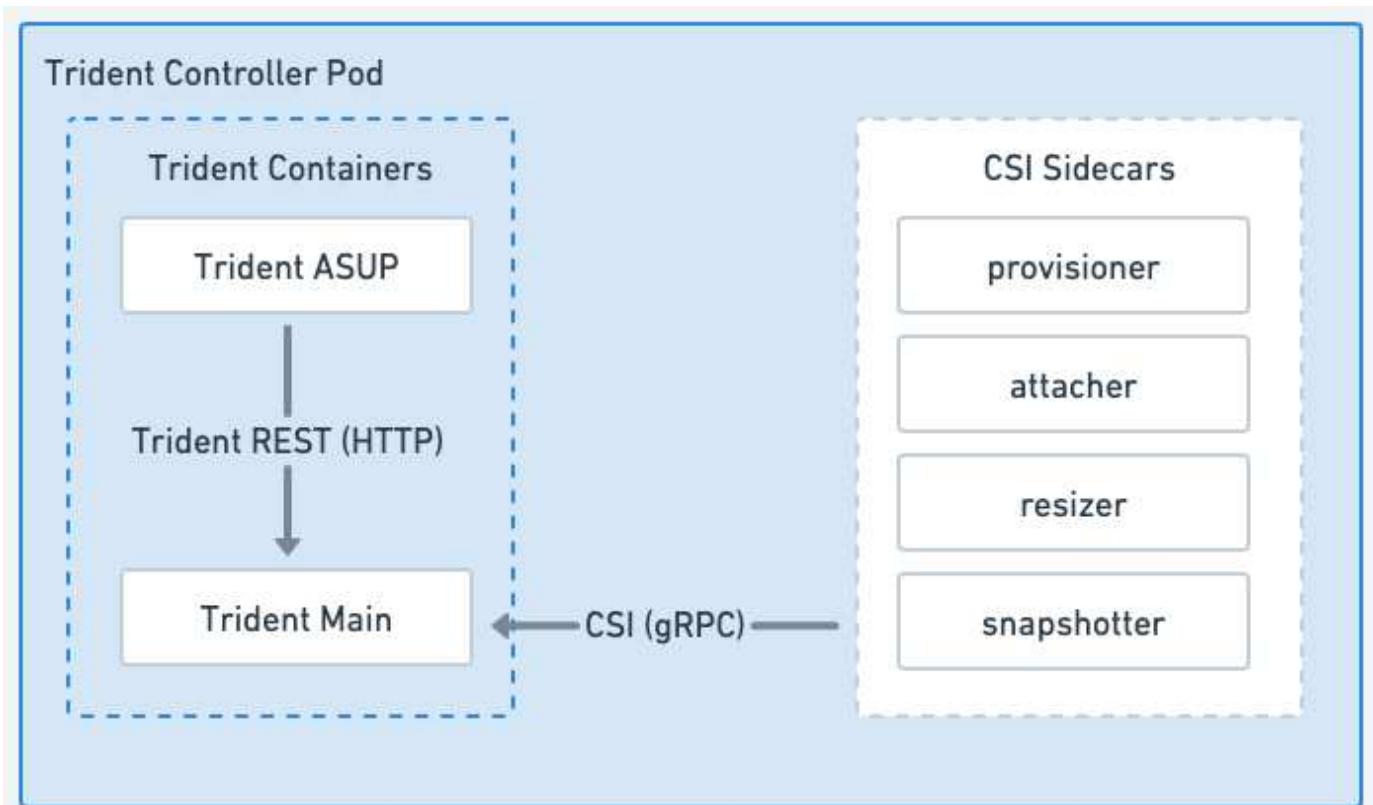 Trident Controller Pod
Trident Containers
Trident ASUP
Trident REST (HTTP)
Trident Main
CSI (gRPC)
CSI Sidecars
provisioner
attacher
resizer
snapshotter